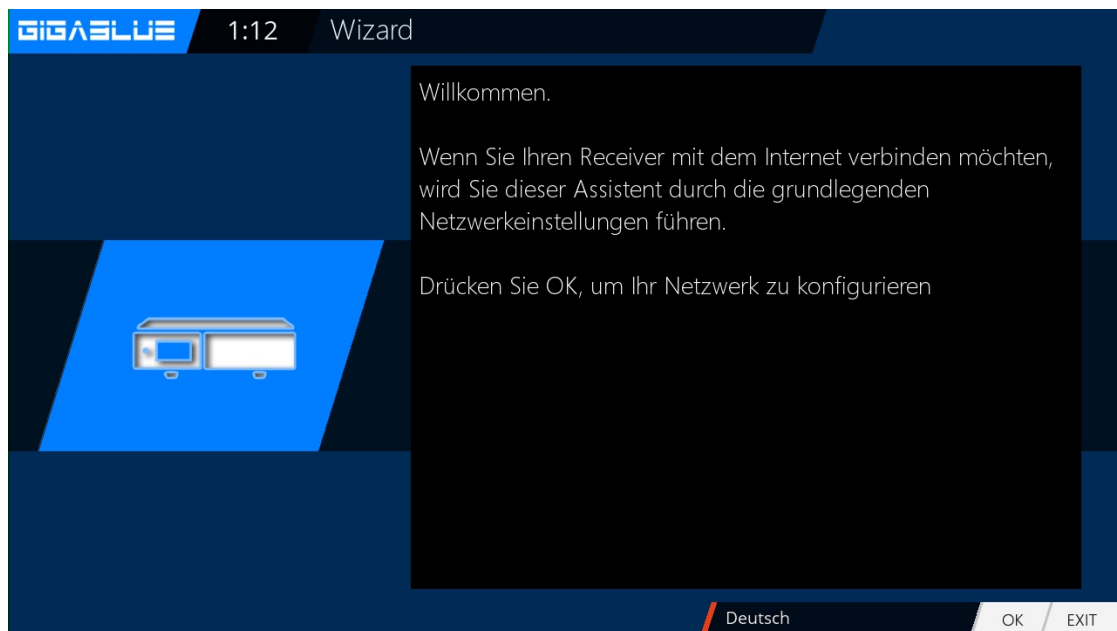 GIGABLUE 1:12 Wizard
Willkommen.
Wenn Sie Ihren Receiver mit dem Internet verbinden möchten,
wird Sie dieser Assistent durch die grundlegenden
Netzwerkeinstellungen führen.
Drücken Sie OK, um Ihr Netzwerk zu konfigurieren
Deutsch OK EXIT